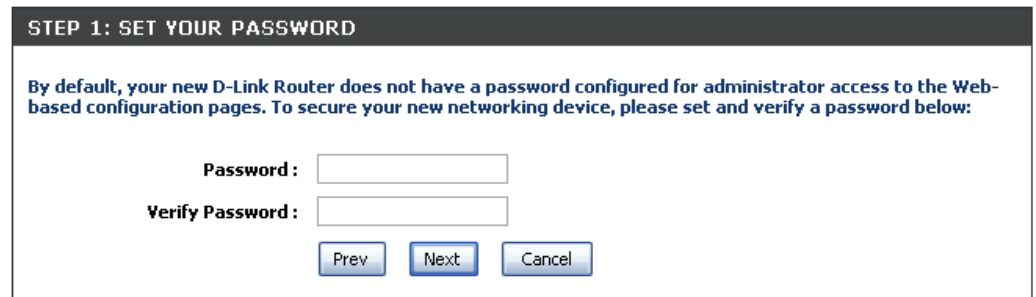 STEP 1: SET YOUR PASSWORD
By default, your new D-Link Router does not have a password configured for administrator access to the Web-
based configuration pages. To secure your new networking device, please set and verify a password below:
Password :
Verify Password :
Prev Next Cancel